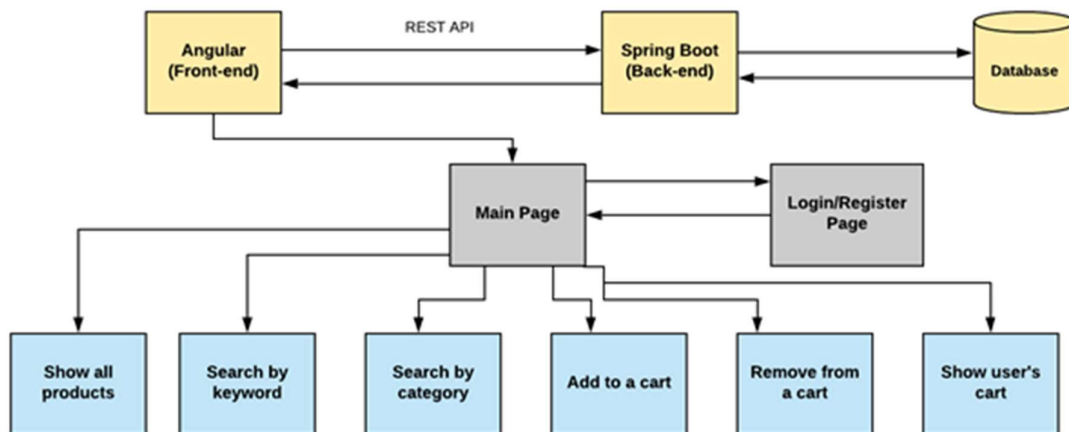 REST API
Angular
(Front-end)
Spring Boot
(Back-end)
Database
Main Page
Login/Register
Page
Show all
products
Search by
keyword
Search by
category
Add to a cart
Remove from
a cart
Show user's
cart